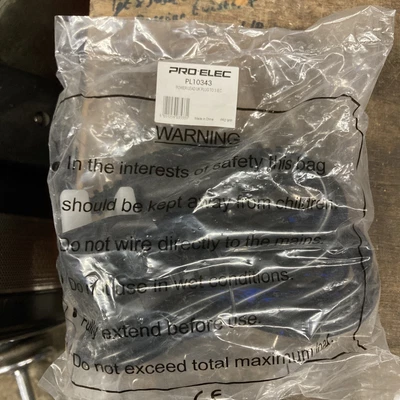 PRO ELEC
PL10343
WARNING
In the interests of safety this bag
should be kept away from children
Do not wire directly to the mains.
Do not use in wet conditions.
Fully extend before use.
Do not exceed total maximum load.
CE